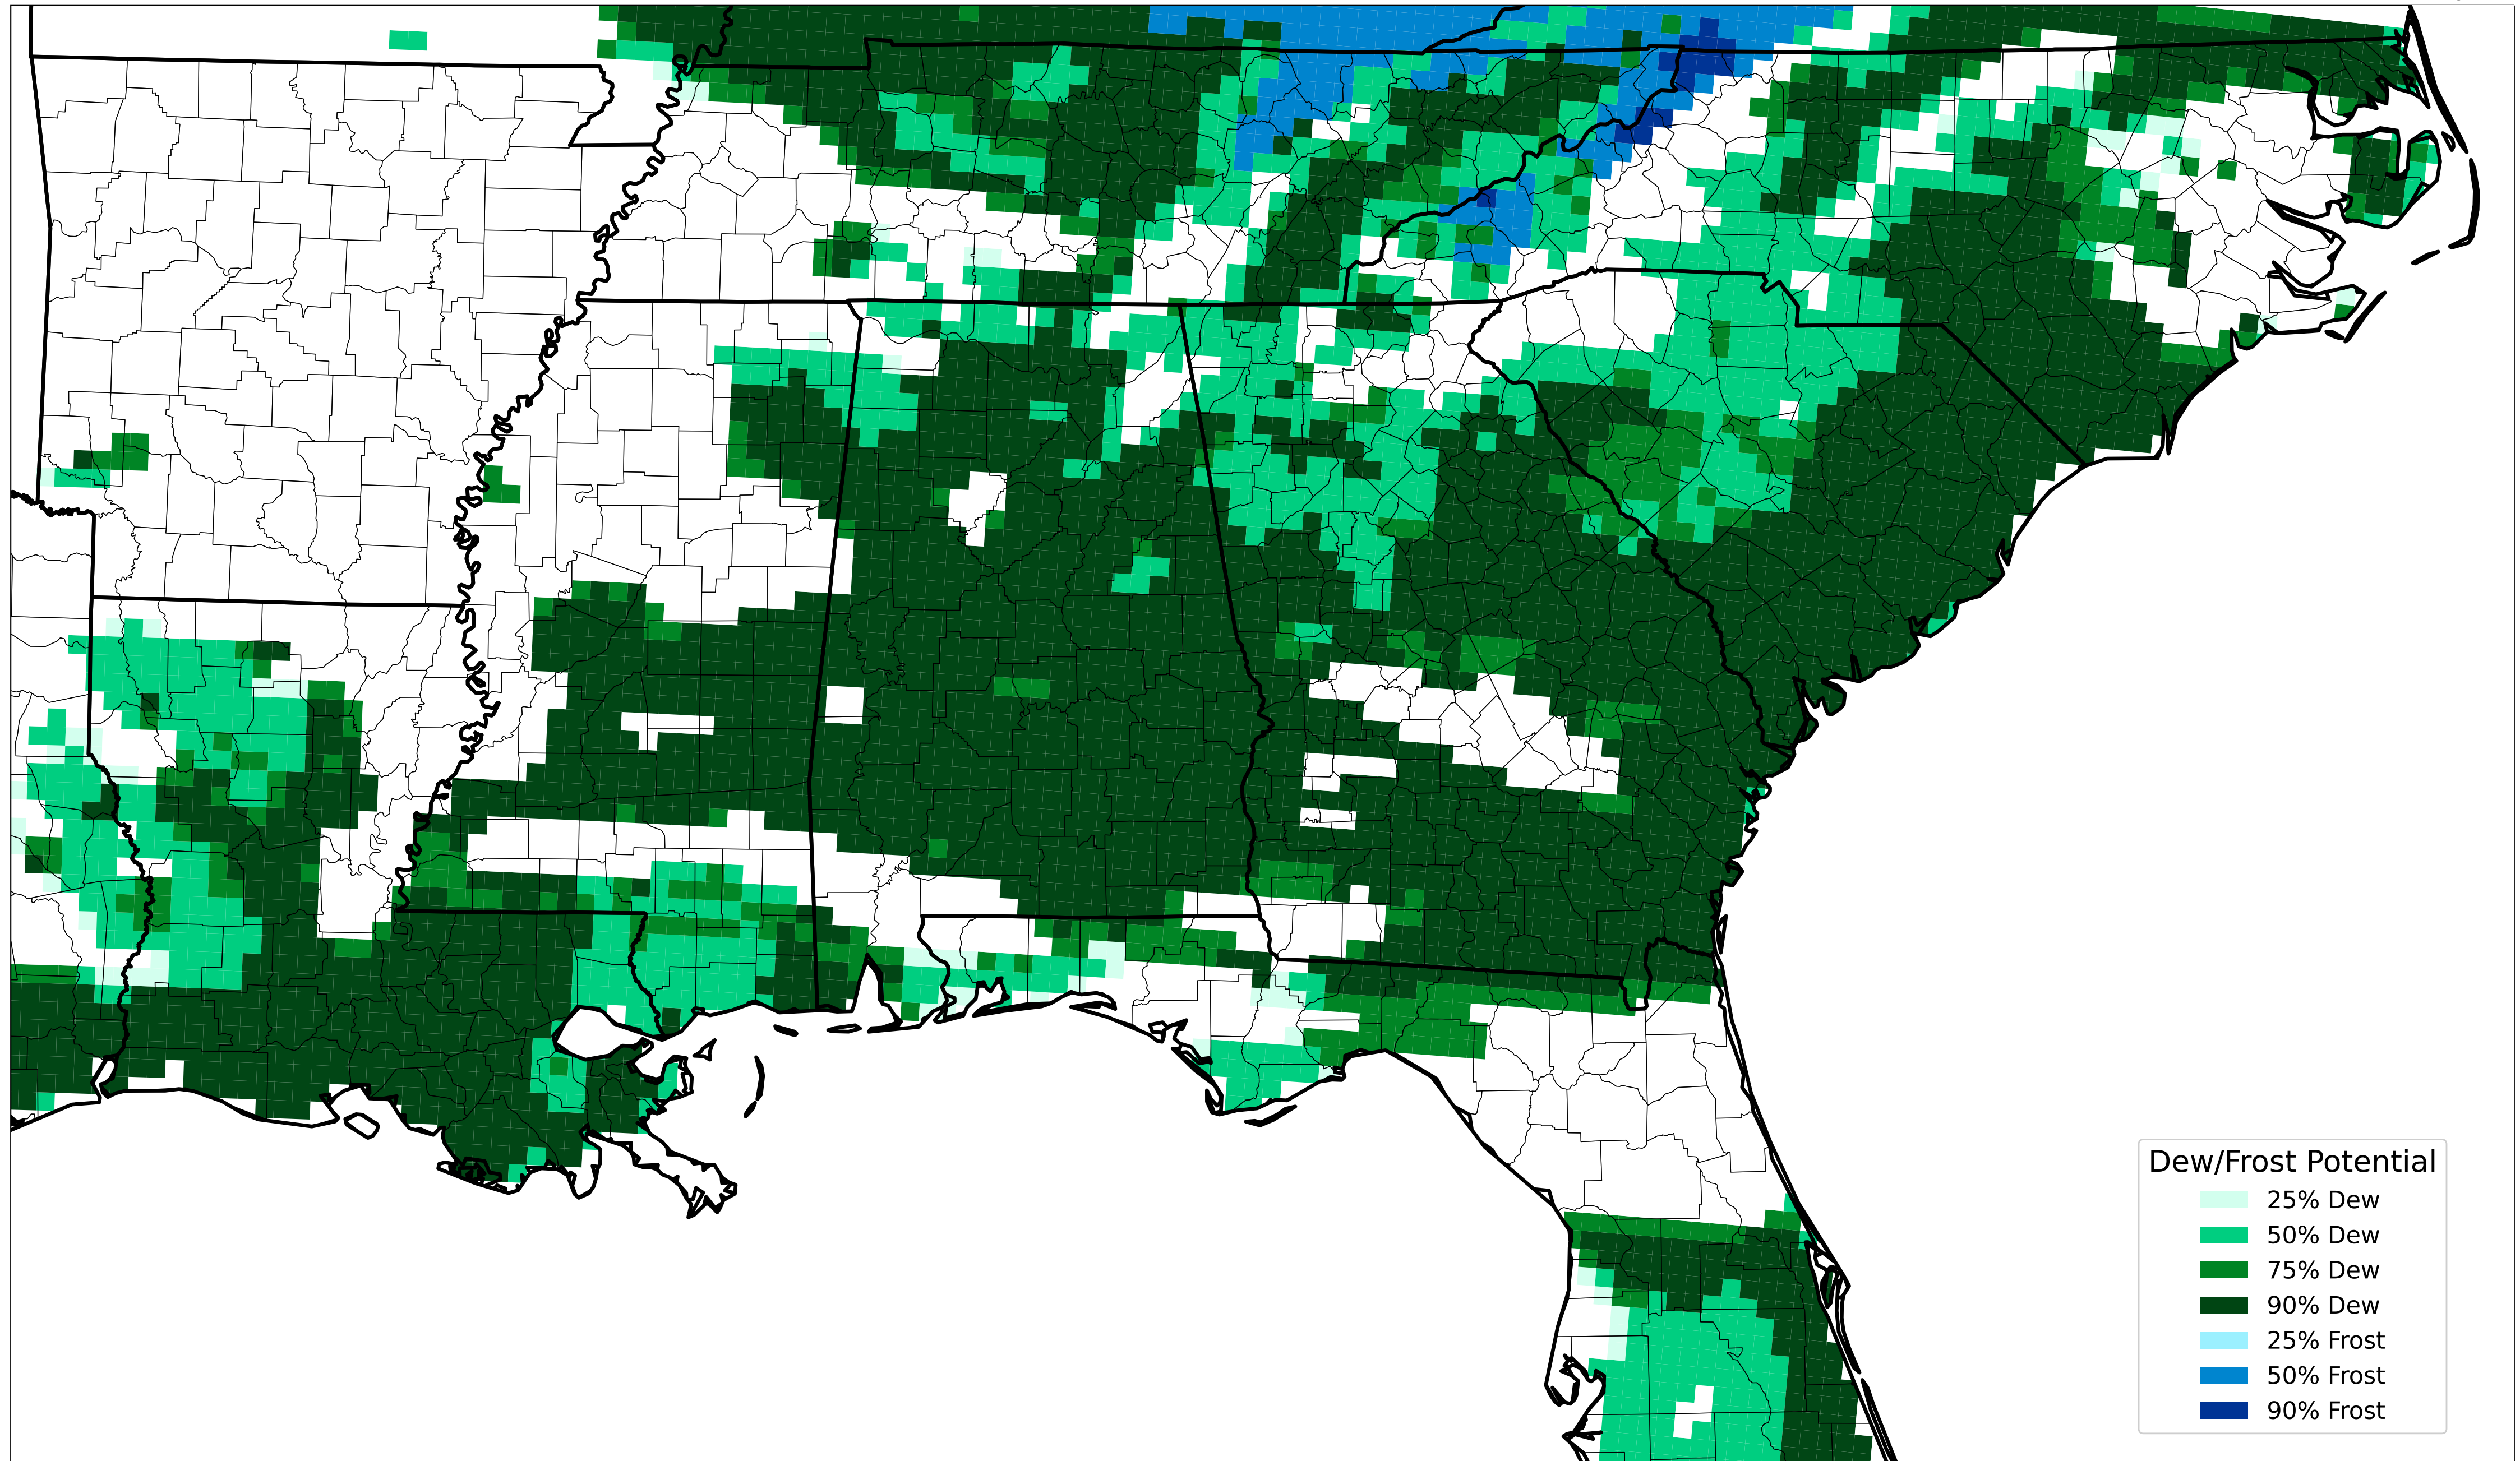 Dew/Frost Potential
25% Dew
50% Dew
75% Dew
90% Dew
25% Frost
50% Frost
90% Frost